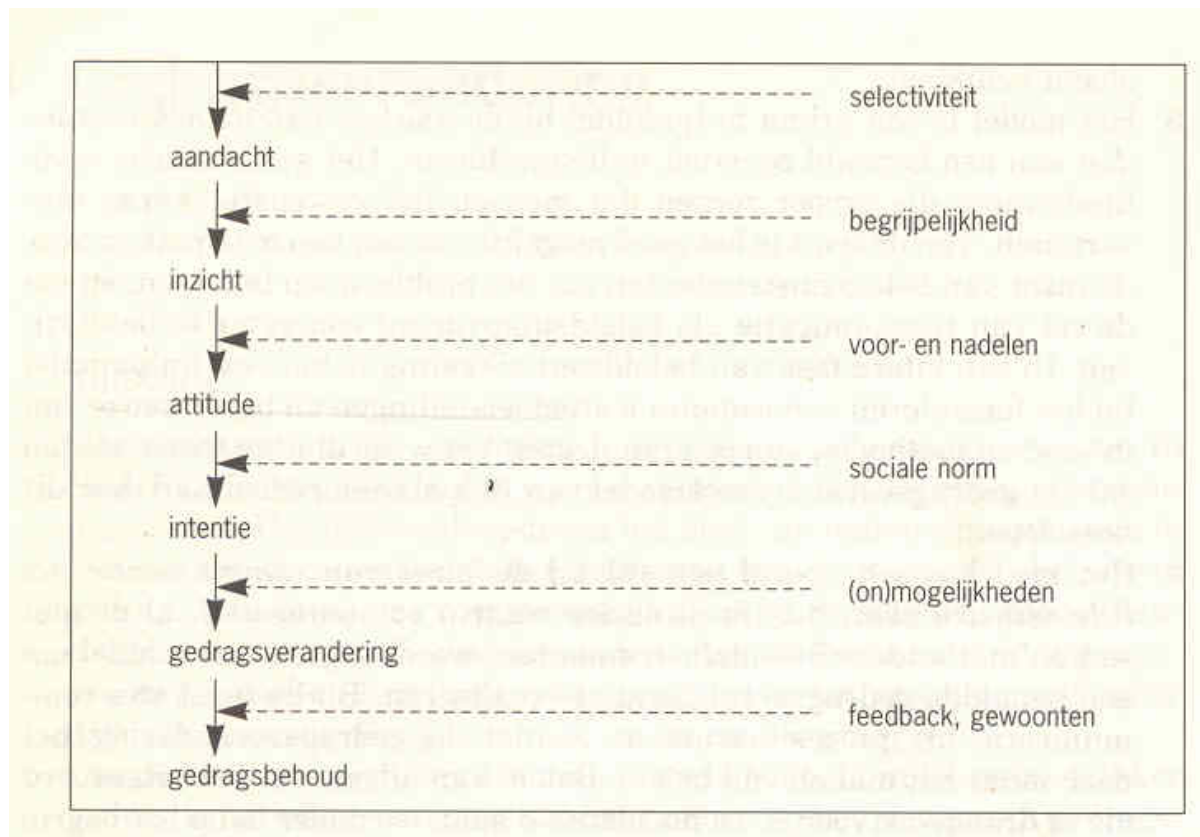 selectiviteit
aandacht
begrijpelijkheid
inzicht
voor- en nadelen
attitude
sociale norm
intentie
(on)mogelijkheden
gedragsverandering
feedback, gewoonten
gedragsbehoud